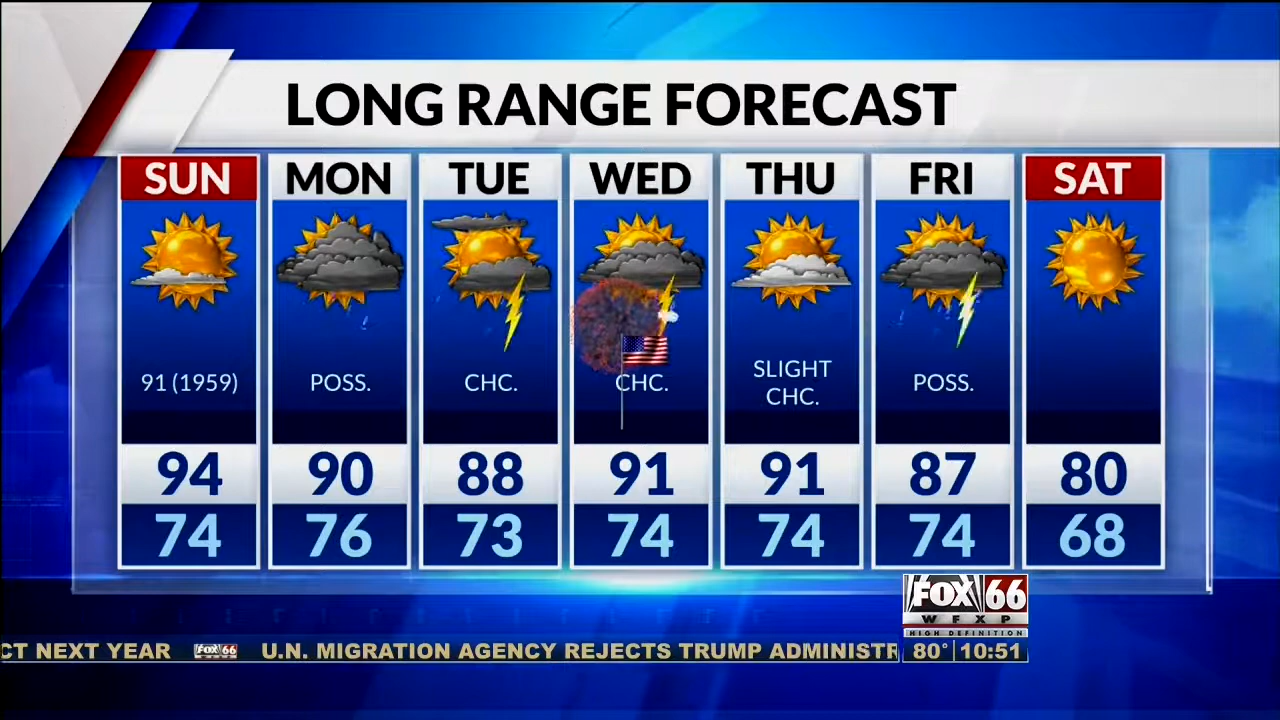 LONG RANGE FORECAST
SUN MON TUE WED THU FRI SAT
91 (1959) POSS. CHC. CHC. SLIGHT CHC. POSS.
94 90 88 91 91 87 80
74 76 73 74 74 74 68
FOX 66
WFXP
HIGH DEFINITION
CT NEXT YEAR FOX 66 U.N. MIGRATION AGENCY REJECTS TRUMP ADMINISTR 80° 10:51